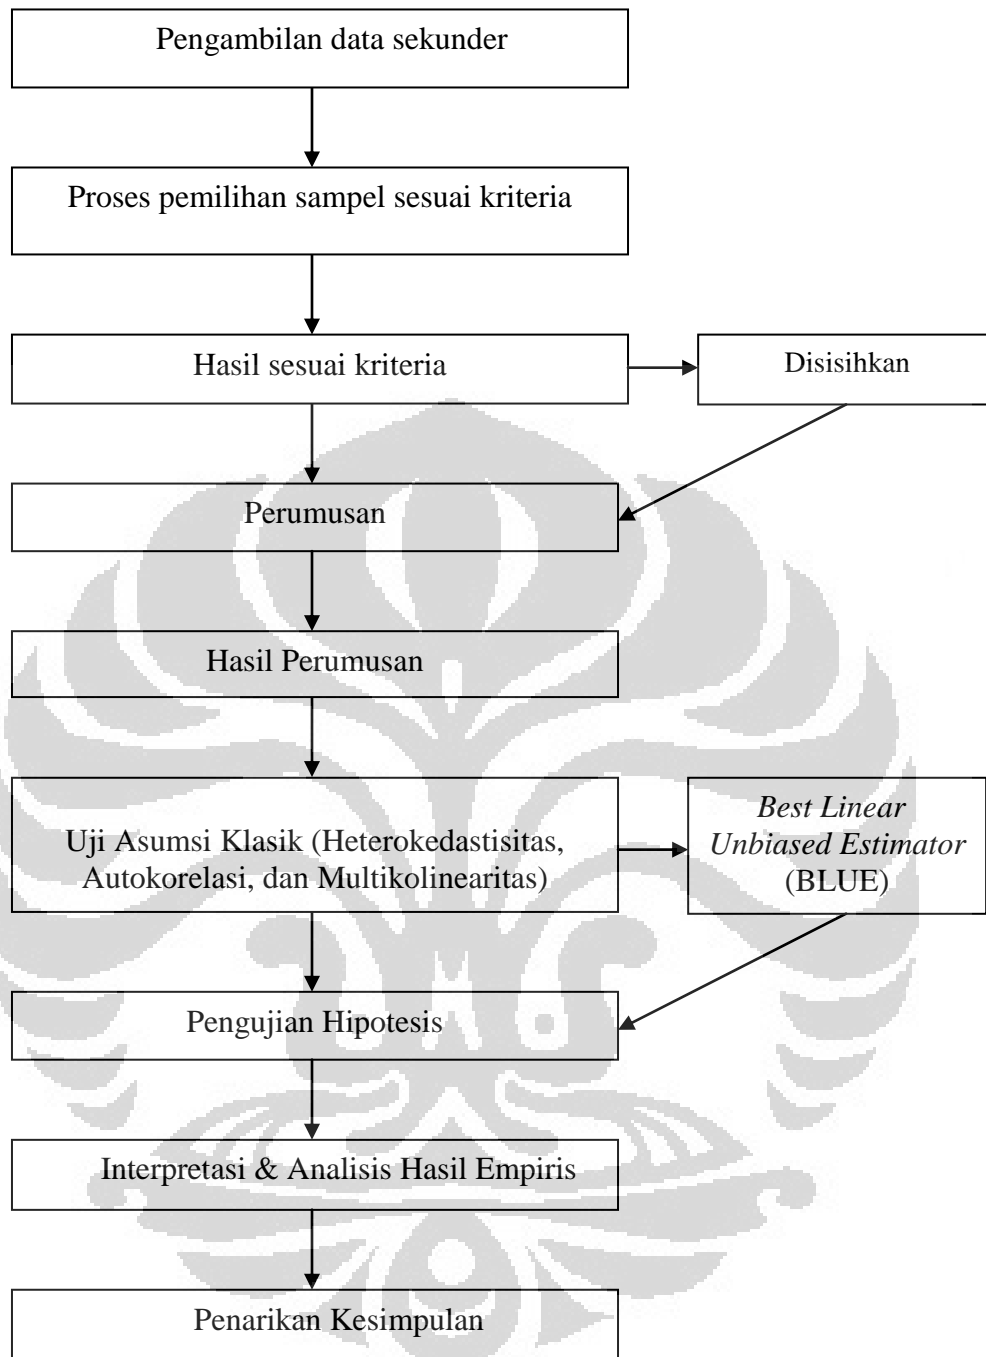 Pengambilan data sekunder
Proses pemilihan sampel sesuai kriteria
Hasil sesuai kriteria
Disisihkan
Perumusan
Hasil Perumusan
Uji Asumsi Klasik (Heterokedastisitas,
Autokorelasi, dan Multikolinearitas)
Best Linear
Unbiased Estimator
(BLUE)
Pengujian Hipotesis
Interpretasi & Analisis Hasil Empiris
Penarikan Kesimpulan